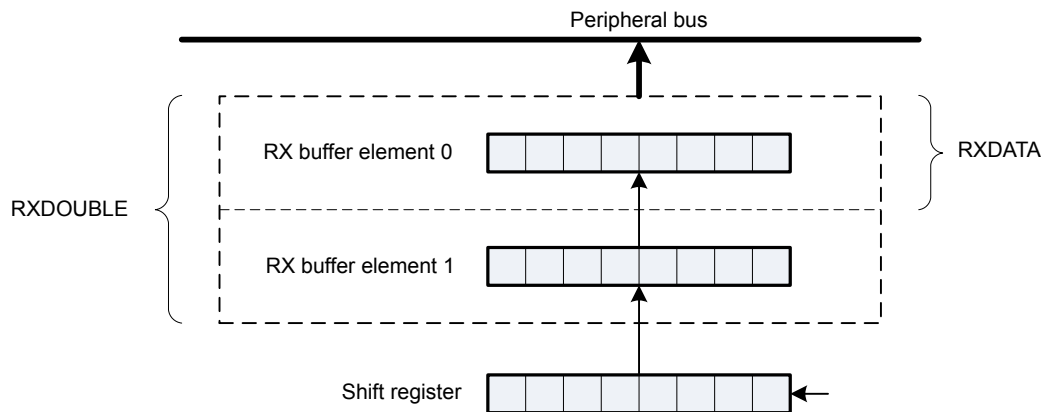 Peripheral bus
RX buffer element 0
RXDATA
RXDOUBLE
RX buffer element 1
Shift register